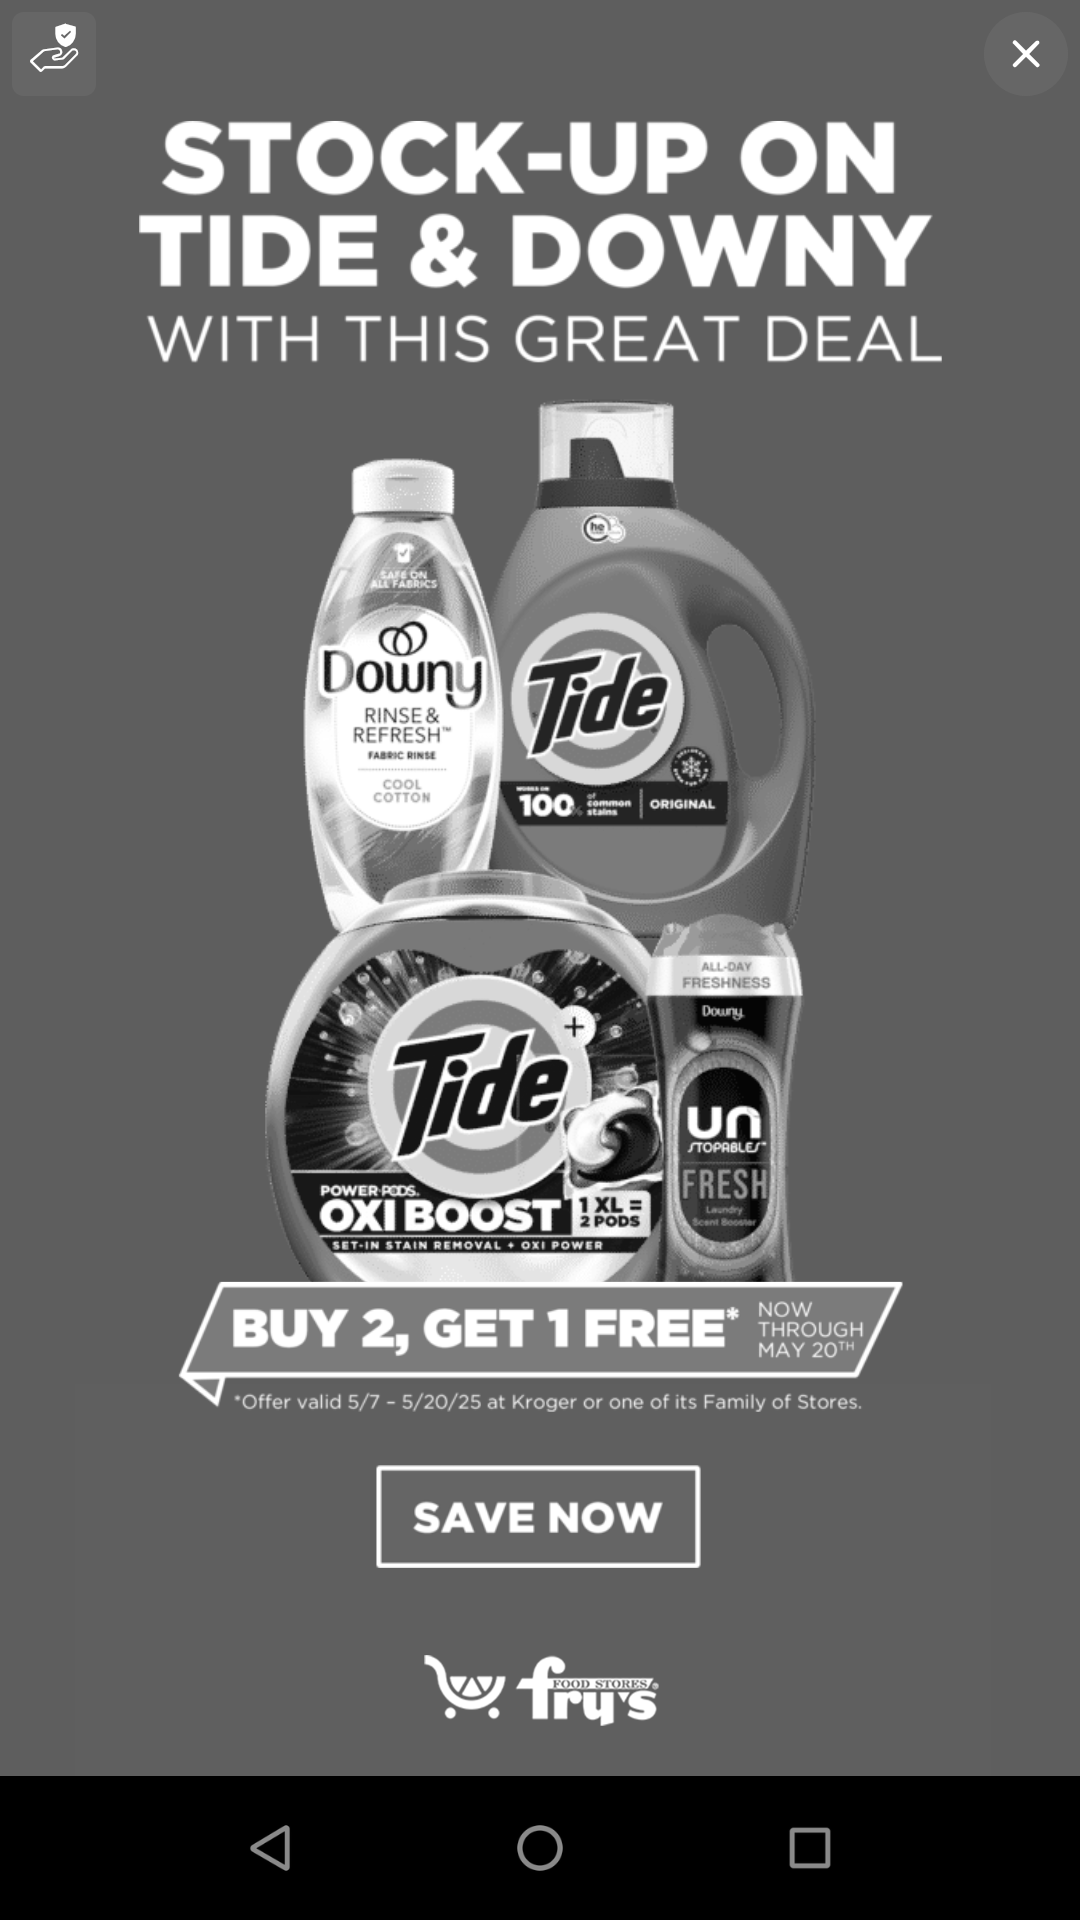 STOCK-UP ON
TIDE & DOWNY
WITH THIS GREAT DEAL
he
SAFE ON
ALL FABRICS
Downy
RINSE &
REFRESH™
FABRIC RINSE
COOL
COTTON
Tide
WORKS ON
100% of common stains
ORIGINAL
ALL-DAY
FRESHNESS
Downy
UN
STOPABLES™
FRESH
Laundry
Scent Booster
Tide+
POWER PODS.
OXI BOOST
1 XL =
2 PODS
SET-IN STAIN REMOVAL + OXI POWER
BUY 2, GET 1 FREE*
NOW
THROUGH
MAY 20TH
*Offer valid 5/7 – 5/20/25 at Kroger or one of its Family of Stores.
SAVE NOW
fry's
FOOD STORES®